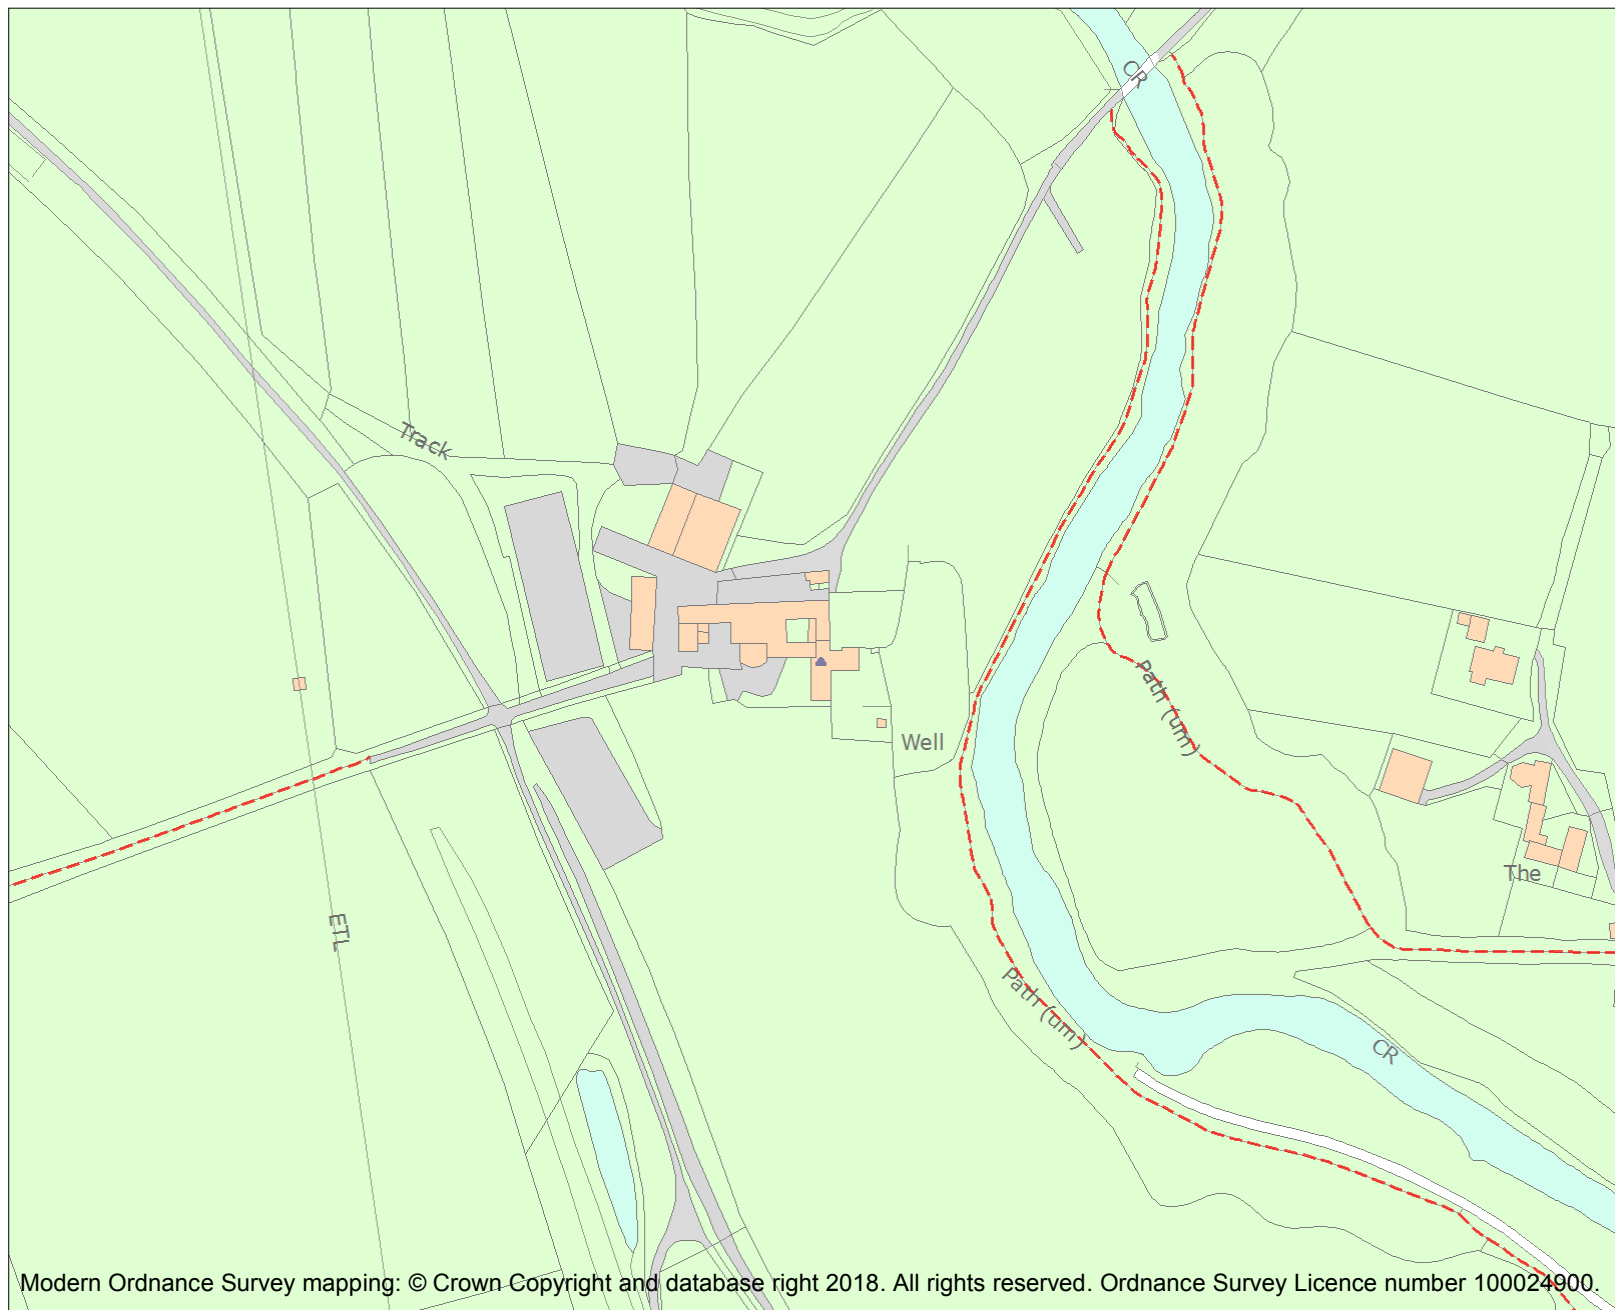 CR
Track
Path (um)
Well
The
ETL
Path (um)
CR
Modern Ordnance Survey mapping: © Crown Copyright and database right 2018. All rights reserved. Ordnance Survey Licence number 100024900.